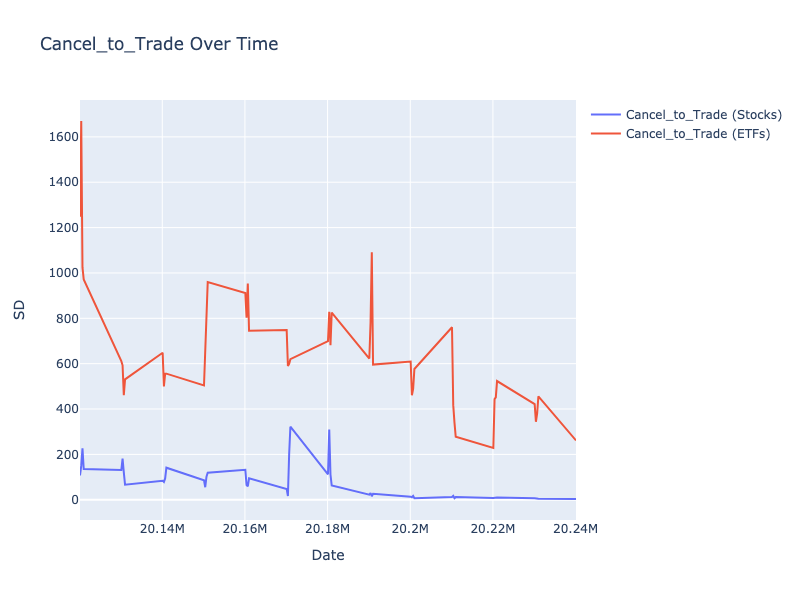 Cancel_to_Trade Over Time
Cancel_to_Trade (Stocks)
Cancel_to_Trade (ETFs)
1600
1400
1200
1000
800
600
400
200
0
SD
20.14M
20.16M
20.18M
20.2M
20.22M
20.24M
Date